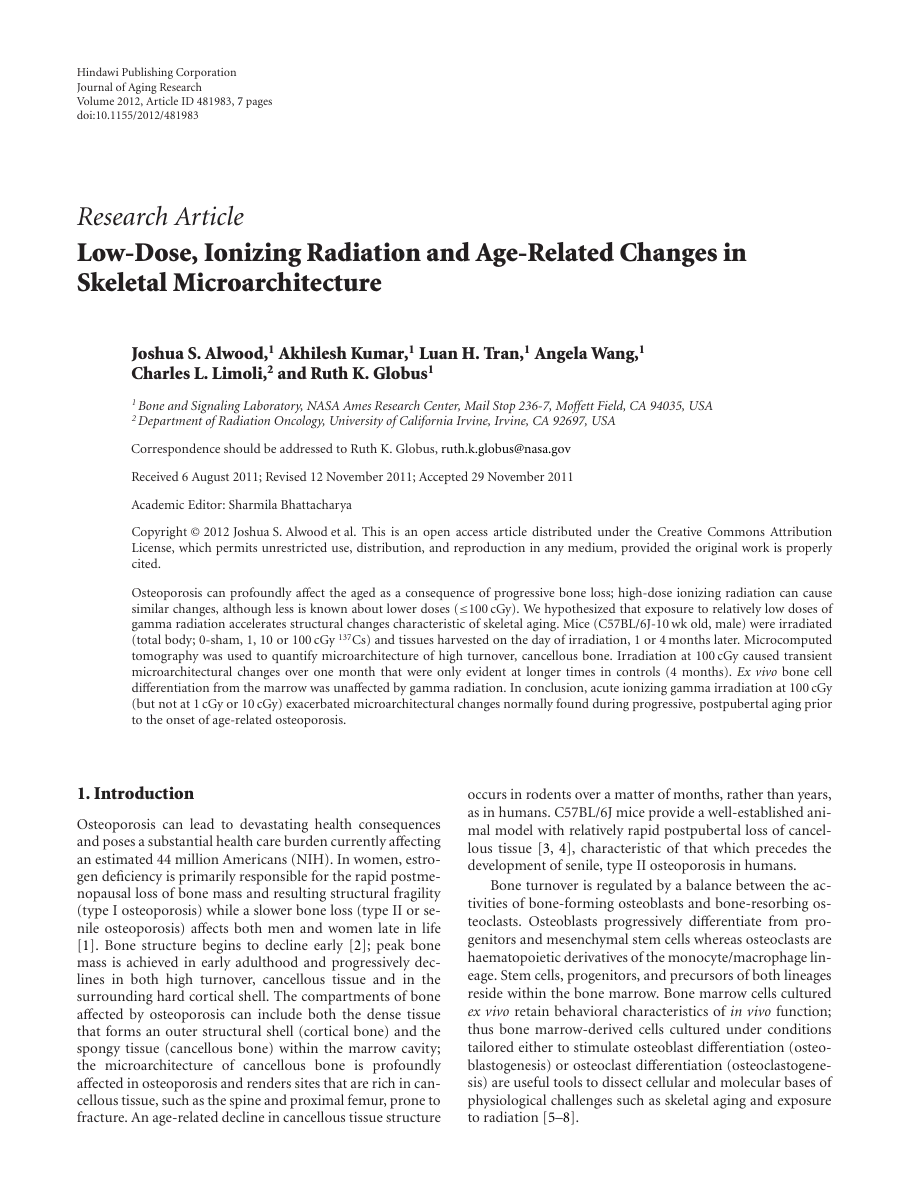 Hindawi Publishing Corporation
Journal of Aging Research
Volume 2012, Article ID 481983, 7 pages
doi:10.1155/2012/481983
Research Article
Low-Dose, Ionizing Radiation and Age-Related Changes in
Skeletal Microarchitecture
Joshua S. Alwood,1 Akhilesh Kumar,1 Luan H. Tran,1 Angela Wang,1
Charles L. Limoli,2 and Ruth K. Globus1
1 Bone and Signaling Laboratory, NASA Ames Research Center, Mail Stop 236-7, Moffett Field, CA 94035, USA
2 Department of Radiation Oncology, University of California Irvine, Irvine, CA 92697, USA
Correspondence should be addressed to Ruth K. Globus, ruth.k.globus@nasa.gov
Received 6 August 2011; Revised 12 November 2011; Accepted 29 November 2011
Academic Editor: Sharmila Bhattacharya
Copyright © 2012 Joshua S. Alwood et al. This is an open access article distributed under the Creative Commons Attribution
License, which permits unrestricted use, distribution, and reproduction in any medium, provided the original work is properly
cited.
Osteoporosis can profoundly affect the aged as a consequence of progressive bone loss; high-dose ionizing radiation can cause
similar changes, although less is known about lower doses (≤100 cGy). We hypothesized that exposure to relatively low doses of
gamma radiation accelerates structural changes characteristic of skeletal aging. Mice (C57BL/6J-10 wk old, male) were irradiated
(total body; 0-sham, 1, 10 or 100 cGy 137Cs) and tissues harvested on the day of irradiation, 1 or 4 months later. Microcomputed
tomography was used to quantify microarchitecture of high turnover, cancellous bone. Irradiation at 100 cGy caused transient
microarchitectural changes over one month that were only evident at longer times in controls (4 months). Ex vivo bone cell
differentiation from the marrow was unaffected by gamma radiation. In conclusion, acute ionizing gamma irradiation at 100 cGy
(but not at 1 cGy or 10 cGy) exacerbated microarchitectural changes normally found during progressive, postpubertal aging prior
to the onset of age-related osteoporosis.
1. Introduction
Osteoporosis can lead to devastating health consequences
and poses a substantial health care burden currently affecting
an estimated 44 million Americans (NIH). In women, estro-
gen deficiency is primarily responsible for the rapid postme-
nopausal loss of bone mass and resulting structural fragility
(type I osteoporosis) while a slower bone loss (type II or se-
nile osteoporosis) affects both men and women late in life
[1]. Bone structure begins to decline early [2]; peak bone
mass is achieved in early adulthood and progressively dec-
lines in both high turnover, cancellous tissue and in the
surrounding hard cortical shell. The compartments of bone
affected by osteoporosis can include both the dense tissue
that forms an outer structural shell (cortical bone) and the
spongy tissue (cancellous bone) within the marrow cavity;
the microarchitecture of cancellous bone is profoundly
affected in osteoporosis and renders sites that are rich in can-
cellous tissue, such as the spine and proximal femur, prone to
fracture. An age-related decline in cancellous tissue structure
occurs in rodents over a matter of months, rather than years,
as in humans. C57BL/6J mice provide a well-established ani-
mal model with relatively rapid postpubertal loss of cancel-
lous tissue [3, 4], characteristic of that which precedes the
development of senile, type II osteoporosis in humans.
Bone turnover is regulated by a balance between the ac-
tivities of bone-forming osteoblasts and bone-resorbing os-
teoclasts. Osteoblasts progressively differentiate from pro-
genitors and mesenchymal stem cells whereas osteoclasts are
haematopoietic derivatives of the monocyte/macrophage lin-
eage. Stem cells, progenitors, and precursors of both lineages
reside within the bone marrow. Bone marrow cells cultured
ex vivo retain behavioral characteristics of in vivo function;
thus bone marrow-derived cells cultured under conditions
tailored either to stimulate osteoblast differentiation (osteo-
blastogenesis) or osteoclast differentiation (osteoclastogene-
sis) are useful tools to dissect cellular and molecular bases of
physiological challenges such as skeletal aging and exposure
to radiation [5–8].